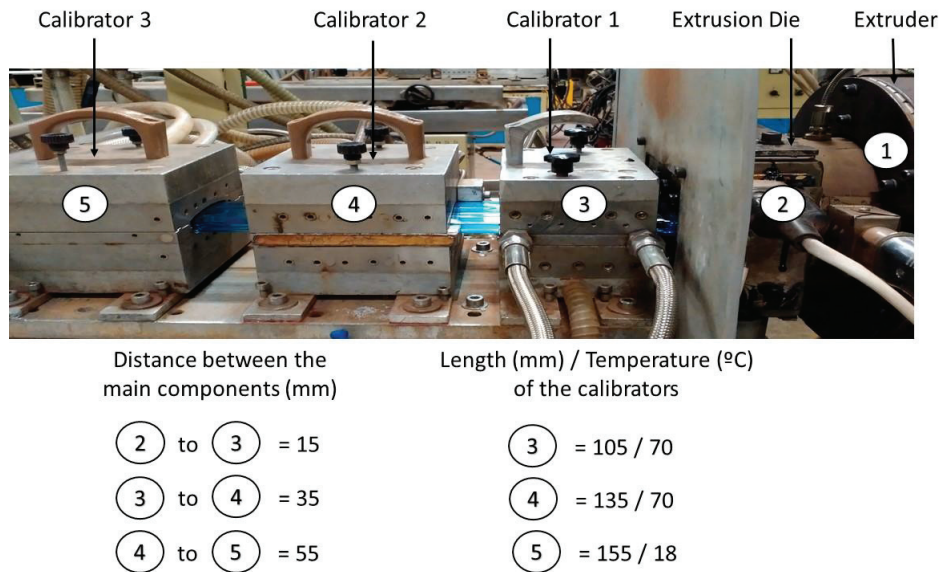 Calibrator 3 Calibrator 2 Calibrator 1 Extrusion Die Extruder
1
5 4 3 2
Distance between the
main components (mm)
2 to 3 = 15
3 to 4 = 35
4 to 5 = 55
Length (mm) / Temperature (ºC)
of the calibrators
3 = 105 / 70
4 = 135 / 70
5 = 155 / 18